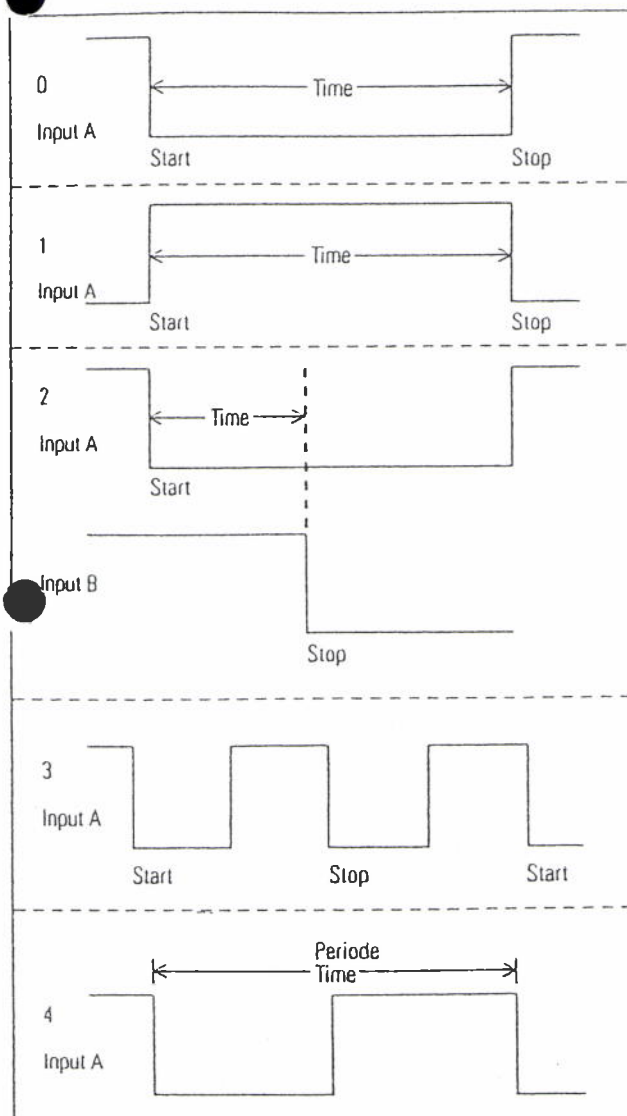 0
Time
Input A
Start Stop
1
Time
Input A
Start Stop
2
Time
Input A
Start
Input B
Stop
3
Input A
Start Stop Start
Periode
Time
4
Input A